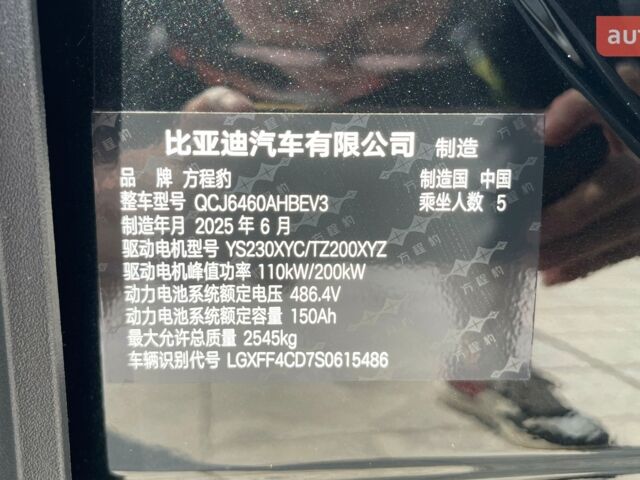 auto
比亚迪汽车有限公司 制造
品 牌 方程豹 制造国 中国
整车型号 QCJ6460AHBEV3 乘坐人数 5
制造年月 2025 年 6 月
驱动电机型号 YS230XYC/TZ200XYZ
驱动电机峰值功率 110kW/200kW
动力电池系统额定电压 486.4V
动力电池系统额定容量 150Ah
最大允许总质量 2545kg
车辆识别代号 LGXFF4CD7S0615486